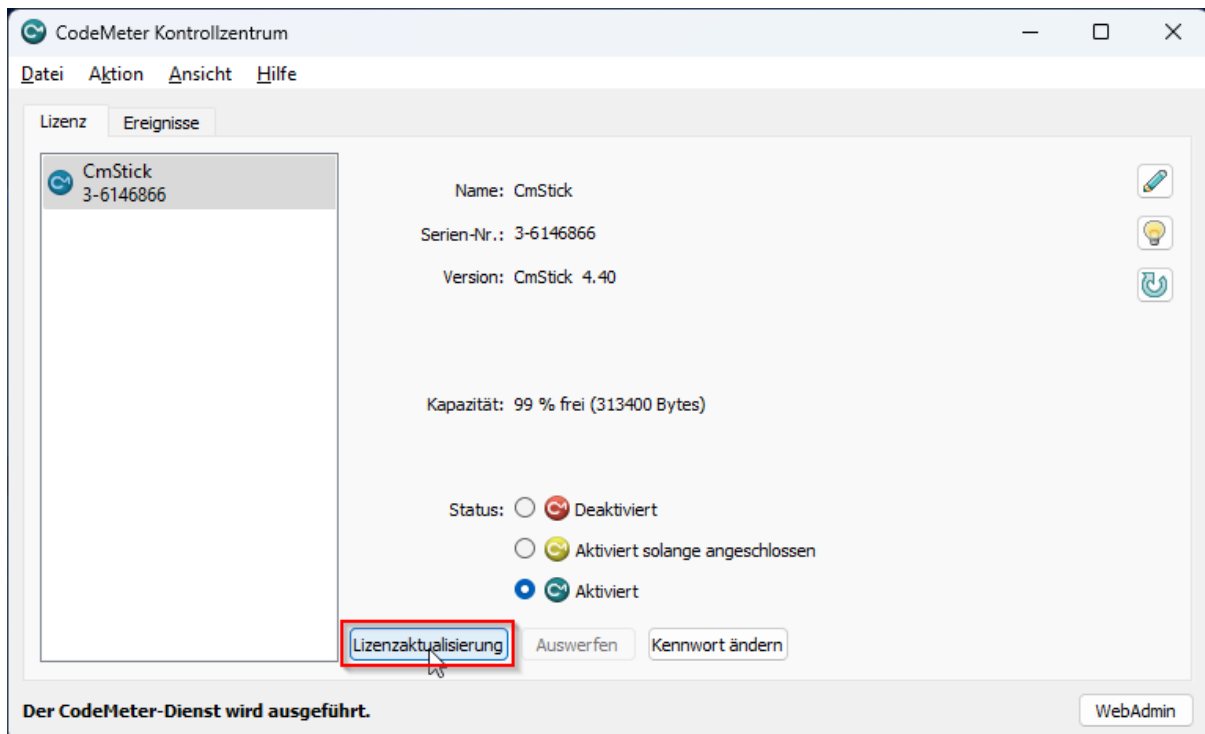 CodeMeter Kontrollzentrum
Datei Aktion Ansicht Hilfe
Lizenz Ereignisse
CmStick
3-6146866
Name: CmStick
Serien-Nr.: 3-6146866
Version: CmStick 4.40
Kapazität: 99 % frei (313400 Bytes)
Status: Deaktiviert
Aktiviert solange angeschlossen
Aktiviert
Lizenzaktualisierung Auswerfen Kennwort ändern
Der CodeMeter-Dienst wird ausgeführt. WebAdmin